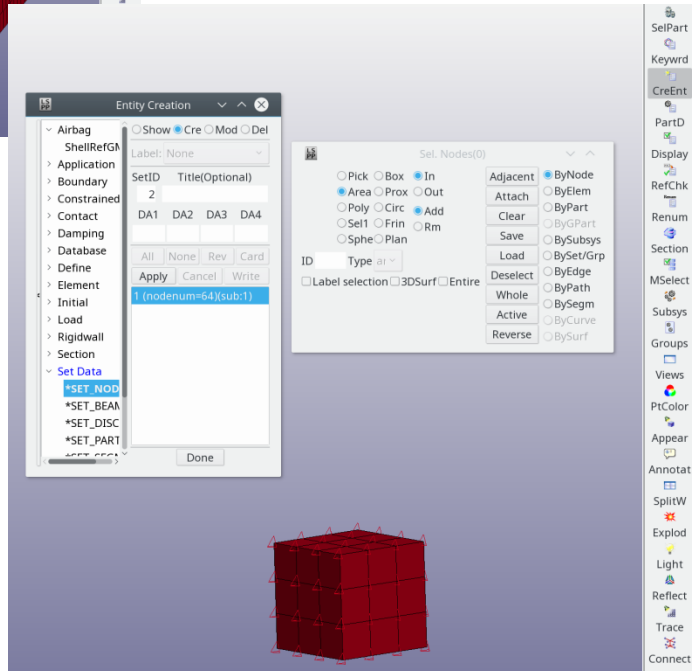 Entity Creation
Airbag
ShellRefGN
Application
Boundary
Constrained
Contact
Damping
Database
Define
Element
Initial
Load
Rigidwall
Section
Set Data
*SET_NOD
*SET_BEAN
*SET_DISC
*SET_PART
Show Cre Mod Del
Label: None
SetID Title(Optional)
2
DA1 DA2 DA3 DA4
All None Rev Card
Apply Cancel Write
1 (nodenum=64)(sub:1)
Done
Sel. Nodes(0)
Pick Box In
Area Prox Out
Poly Circ Add
Sel1 Frin Rm
Sphe Plan
ID Type
Label selection 3DSurf Entire
Adjacent
Attach
Clear
Save
Load
Deselect
Whole
Active
Reverse
ByNode
ByElem
ByPart
ByGPart
BySubsys
BySet/Grp
ByEdge
ByPath
BySegm
ByCurve
BySurf
SelPart
Keywrd
CreEnt
PartD
Display
RefChk
Renum
Section
MSelect
Subsys
Groups
Views
PtColor
Appear
Annotat
SplitW
Explod
Light
Reflect
Trace
Connect